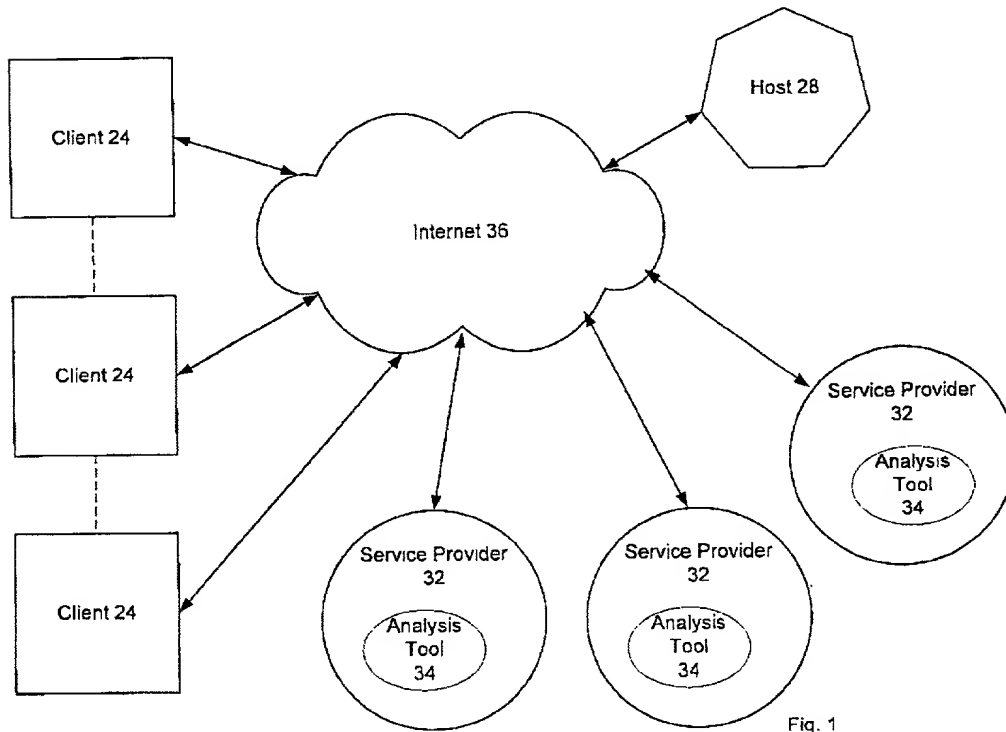 Client 24
Host 28
Internet 36
Client 24
Client 24
Service Provider
32
Analysis
Tool
34
Service Provider
32
Analysis
Tool
34
Service Provider
32
Analysis
Tool
34
Fig. 1